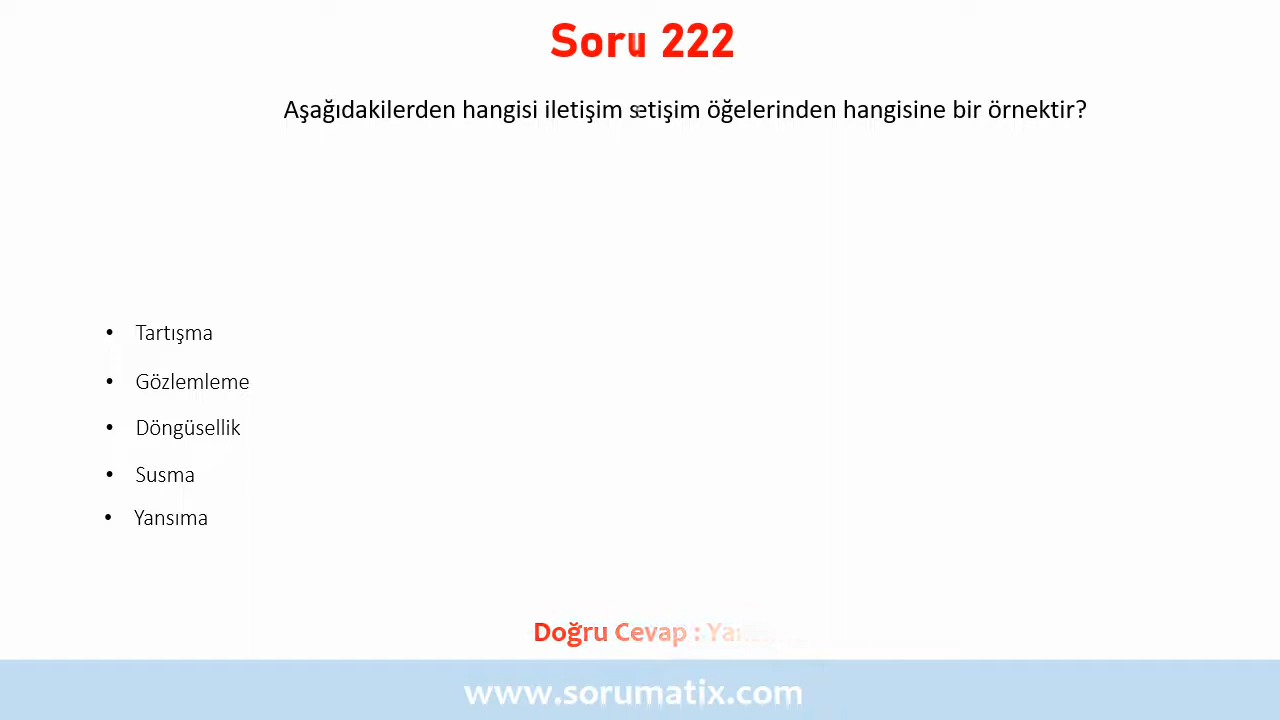 Soru 222
Aşağıdakilerden hangisi iletişim setişim öğelerinden hangisine bir örnektir?
• Tartışma
• Gözlemleme
• Döngüsellik
• Susma
• Yansıma
Doğru Cevap :
www.sorumatix.com